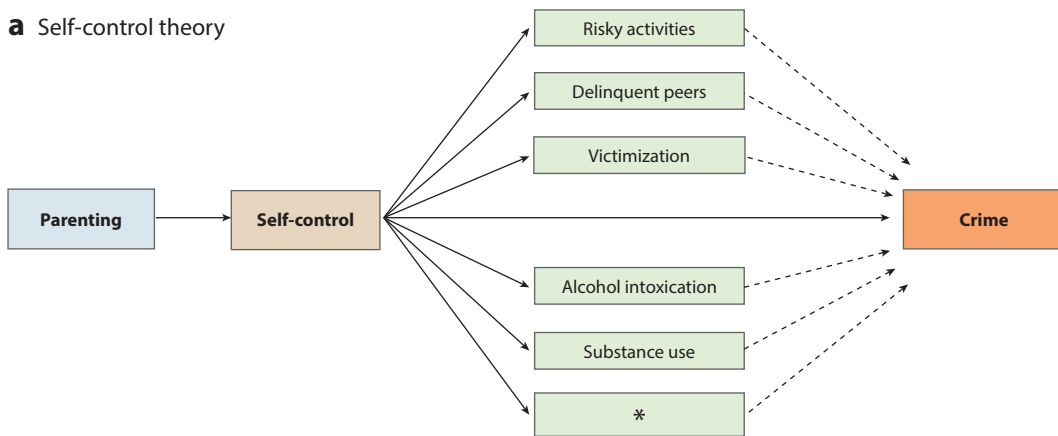 a Self-control theory
Risky activities
Delinquent peers
Victimization
Parenting
Self-control
Crime
Alcohol intoxication
Substance use
*